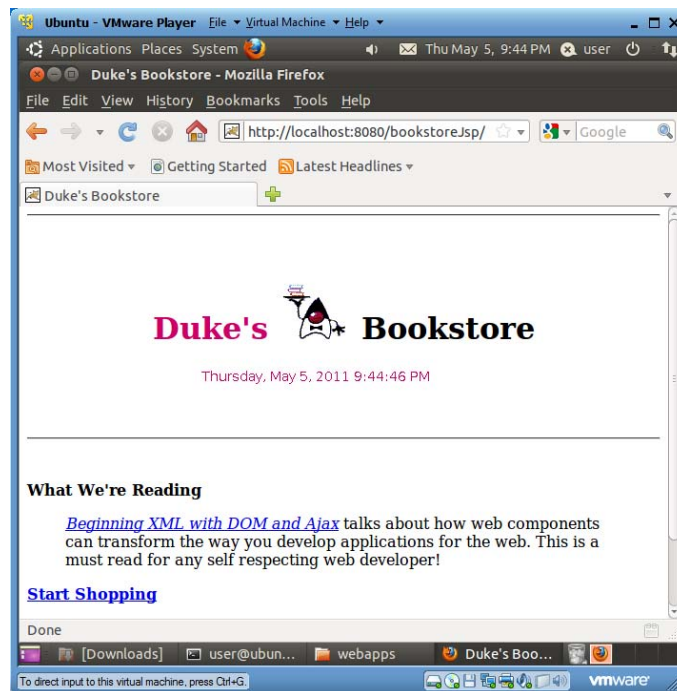 Ubuntu - VMware Player File Virtual Machine Help
Applications Places System Thu May 5, 9:44 PM user
Duke's Bookstore - Mozilla Firefox
File Edit View History Bookmarks Tools Help
http://localhost:8080/bookstoreJsp/ Google
Most Visited Getting Started Latest Headlines
Duke's Bookstore
Duke's Bookstore
Thursday, May 5, 2011 9:44:46 PM
What We're Reading
Beginning XML with DOM and Ajax talks about how web components
can transform the way you develop applications for the web. This is a
must read for any self respecting web developer!
Start Shopping
Done
[Downloads] user@ubun... webapps Duke's Boo...
To direct input to this virtual machine, press Ctrl+G. vmware